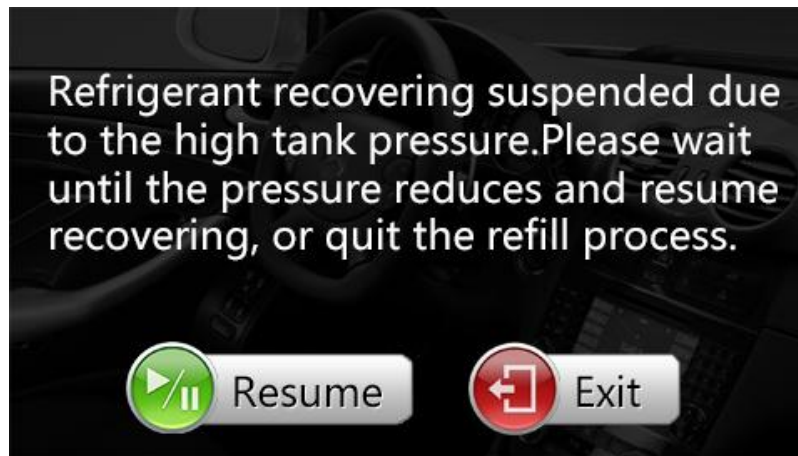 Refrigerant recovering suspended due
to the high tank pressure.Please wait
until the pressure reduces and resume
recovering, or quit the refill process.
Resume
Exit